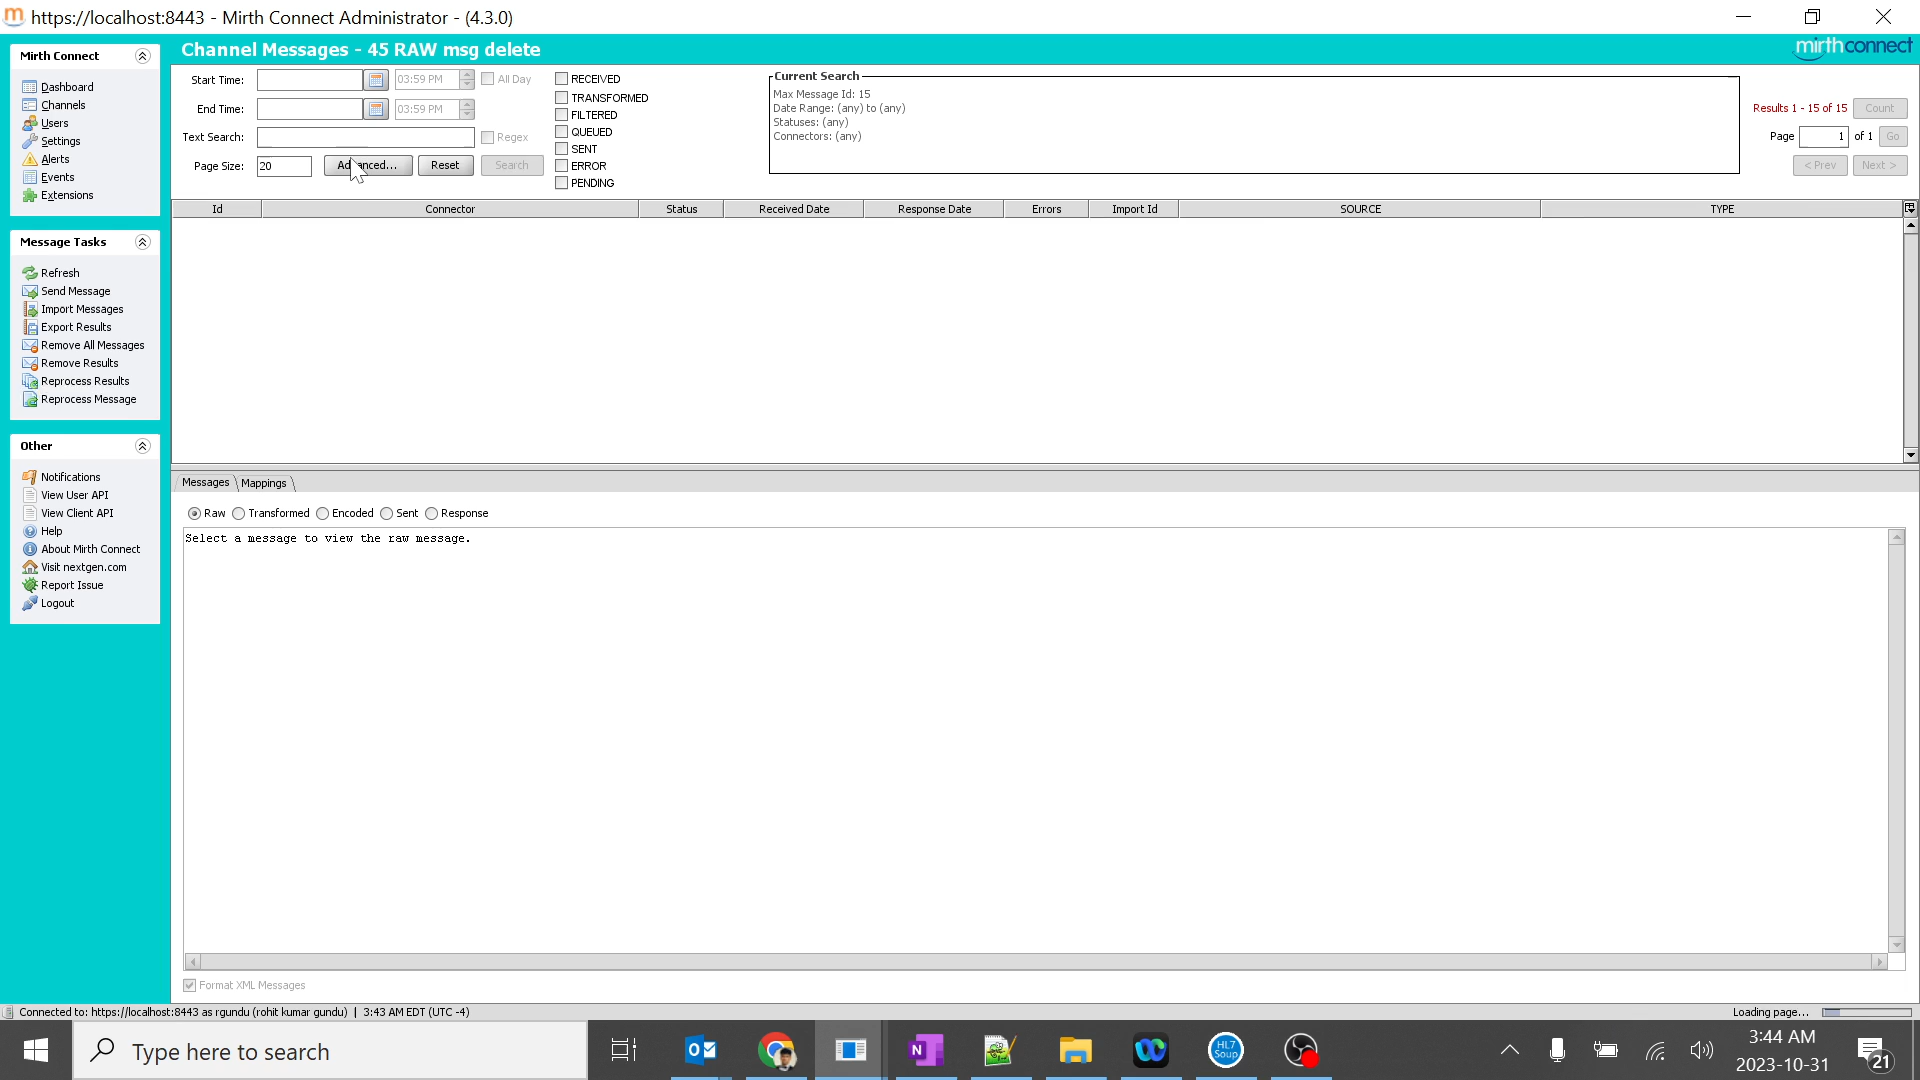 https://localhost:8443 - Mirth Connect Administrator - (4.3.0)
Mirth Connect
Dashboard
Channels
Users
Settings
Alerts
Events
Extensions
Message Tasks
Refresh
Send Message
Import Messages
Export Results
Remove All Messages
Remove Results
Reprocess Results
Reprocess Message
Other
Notifications
View User API
View Client API
Help
About Mirth Connect
Visit nextgen.com
Report Issue
Logout
Channel Messages - 45 RAW msg delete
mirthconnect
Start Time: 03:59 PM All Day
End Time: 03:59 PM
Text Search: Regex
Page Size: 20 Advanced... Reset Search
RECEIVED
TRANSFORMED
FILTERED
QUEUED
SENT
ERROR
PENDING
Current Search
Max Message Id: 15
Date Range: (any) to (any)
Statuses: (any)
Connectors: (any)
Results 1 - 15 of 15 Count
Page 1 of 1 Go
< Prev Next >
Id Connector Status Received Date Response Date Errors Import Id SOURCE TYPE
Messages Mappings
Raw Transformed Encoded Sent Response
Select a message to view the raw message.
Format XML Messages
Connected to: https://localhost:8443 as rgundu (rohit kumar gundu) | 3:43 AM EDT (UTC -4)
Loading page...
Type here to search
N
HL7
Soup
3:44 AM
2023-10-31
21